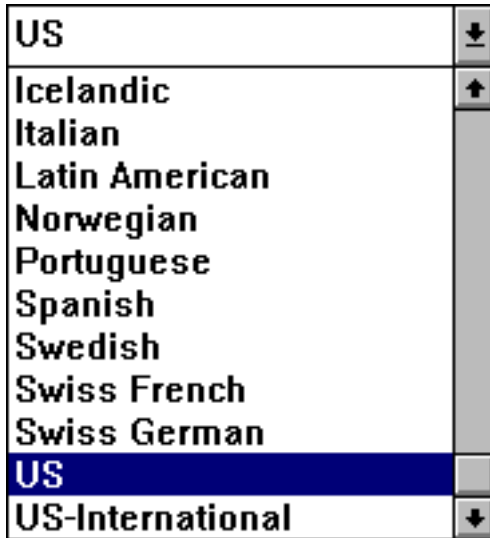 US
Icelandic
Italian
Latin American
Norwegian
Portuguese
Spanish
Swedish
Swiss French
Swiss German
US
US-International